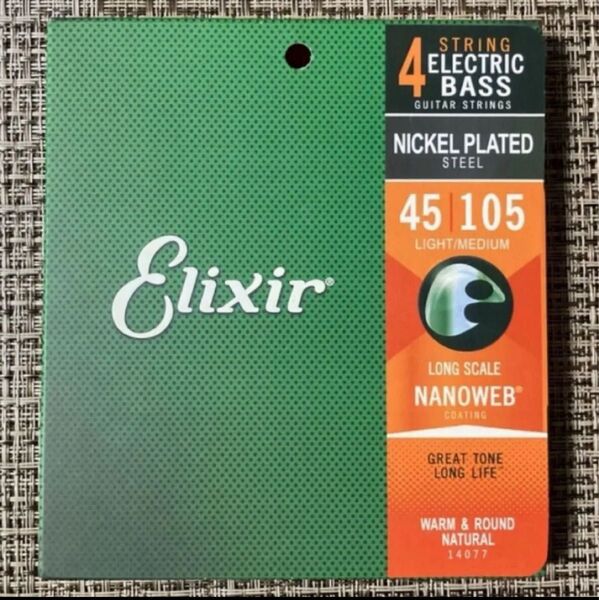 Elixir®
4 STRING
ELECTRIC
BASS
GUITAR STRINGS
NICKEL PLATED
STEEL
45|105
LIGHT/MEDIUM
LONG SCALE
NANOWEB®
COATING
GREAT TONE
LONG LIFE™
WARM & ROUND
NATURAL
14077